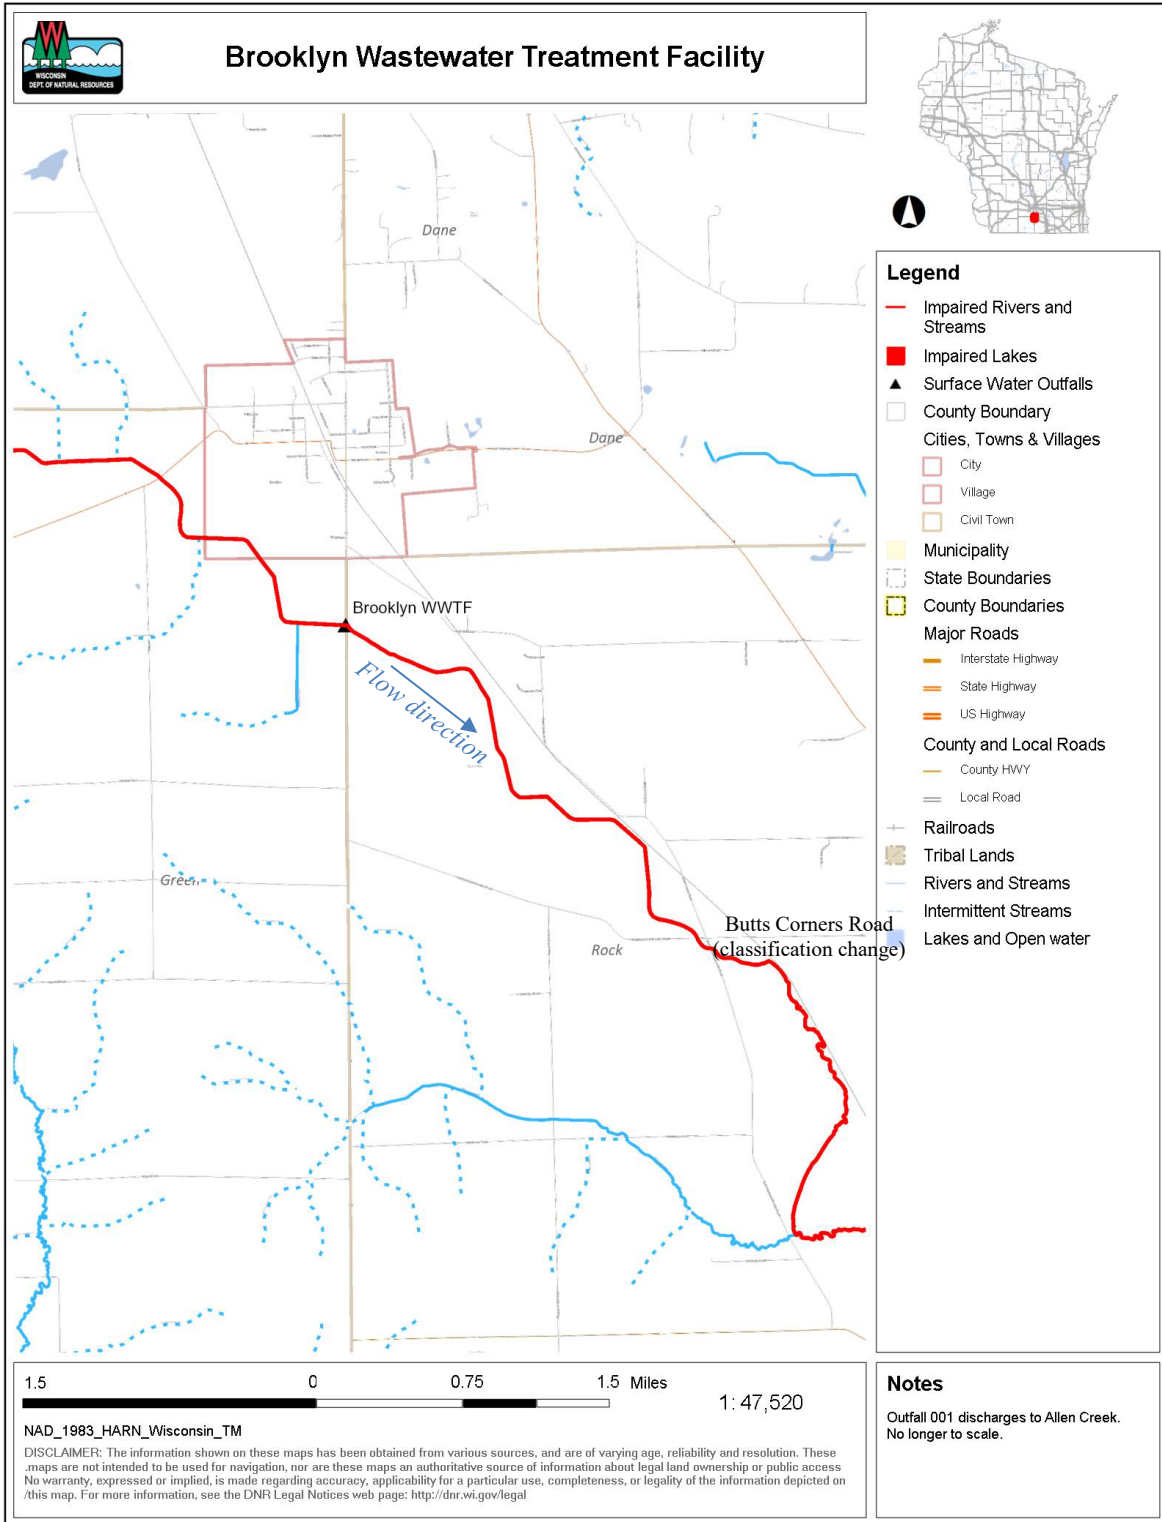 WISCONSIN
DEPT. OF NATURAL RESOURCES
Brooklyn Wastewater Treatment Facility
Dane
Dane
Brooklyn WWTF
Flow direction
Green
Rock
Butts Corners Road
(classification change)
Legend
Impaired Rivers and
Streams
Impaired Lakes
Surface Water Outfalls
County Boundary
Cities, Towns & Villages
City
Village
Civil Town
Municipality
State Boundaries
County Boundaries
Major Roads
Interstate Highway
State Highway
US Highway
County and Local Roads
County HWY
Local Road
Railroads
Tribal Lands
Rivers and Streams
Intermittent Streams
Lakes and Open water
1.5 0 0.75 1.5 Miles
1: 47,520
NAD_1983_HARN_Wisconsin_TM
DISCLAIMER: The information shown on these maps has been obtained from various sources, and are of varying age, reliability and resolution. These
.maps are not intended to be used for navigation, nor are these maps an authoritative source of information about legal land ownership or public access
No warranty, expressed or implied, is made regarding accuracy, applicability for a particular use, completeness, or legality of the information depicted on
/this map. For more information, see the DNR Legal Notices web page: http://dnr.wi.gov/legal
Notes
Outfall 001 discharges to Allen Creek.
No longer to scale.